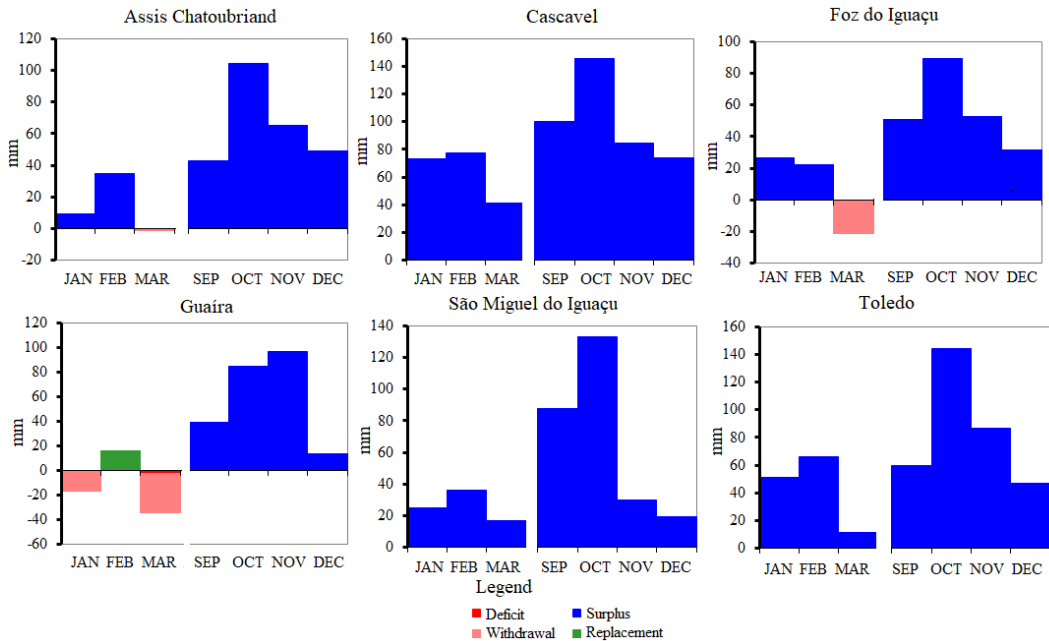 Assis Chatoubriand
120
100
80
60
40
20
0
-20
mm
JAN FEB MAR SEP OCT NOV DEC
Cascavel
160
140
120
100
80
60
40
20
0
mm
JAN FEB MAR SEP OCT NOV DEC
Foz do Iguaçu
100
80
60
40
20
0
-20
-40
mm
JAN FEB MAR SEP OCT NOV DEC
Guaíra
120
100
80
60
40
20
0
-20
-40
-60
mm
JAN FEB MAR SEP OCT NOV DEC
São Miguel do Iguaçu
140
120
100
80
60
40
20
0
mm
JAN FEB MAR SEP OCT NOV DEC
Toledo
160
140
120
100
80
60
40
20
0
mm
JAN FEB MAR SEP OCT NOV DEC
Legend
Deficit Surplus
Withdrawal Replacement